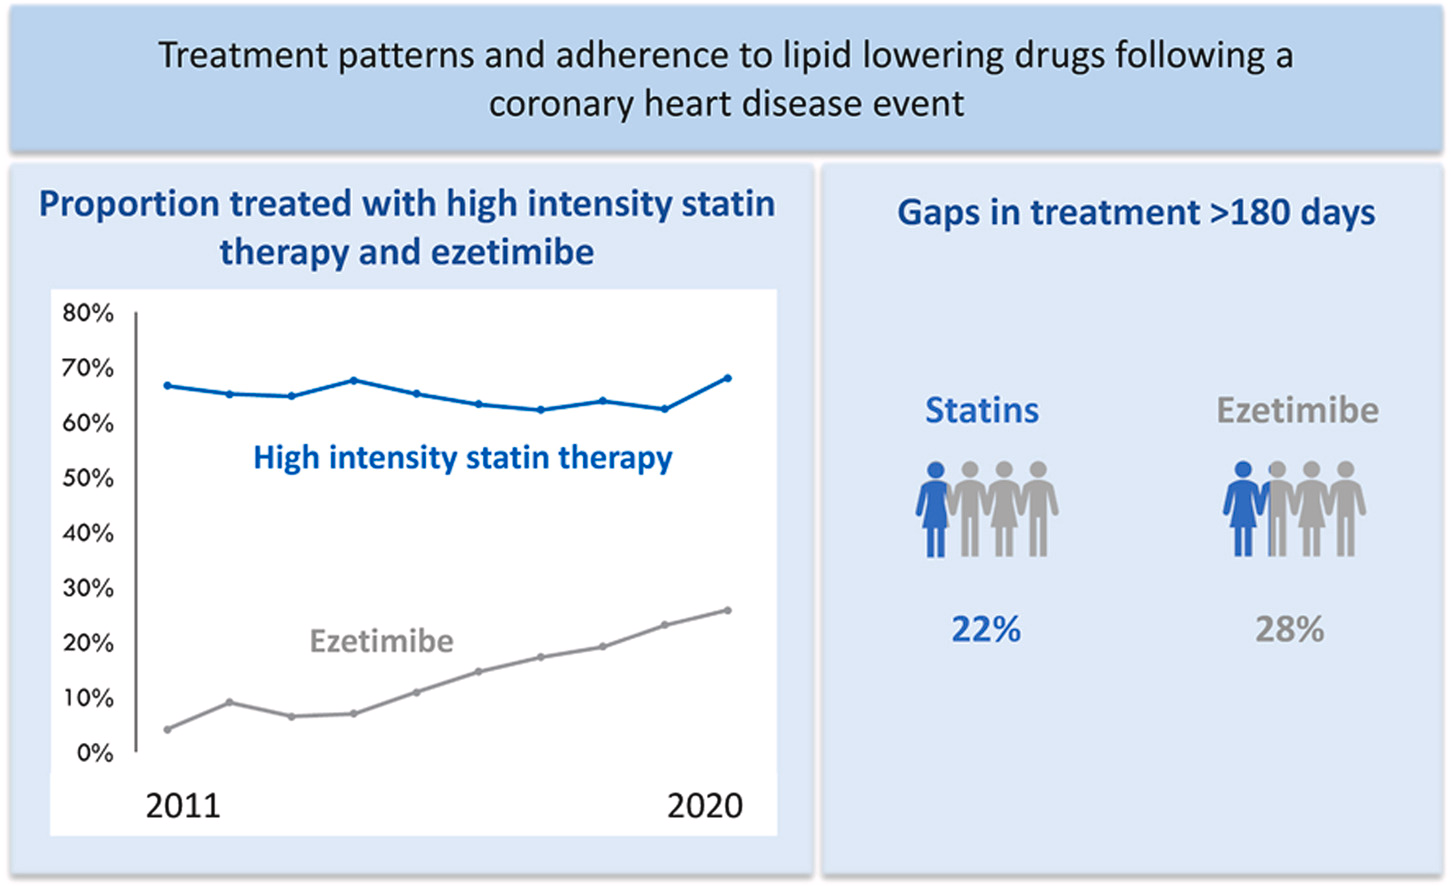 Treatment patterns and adherence to lipid lowering drugs following a
coronary heart disease event
Proportion treated with high intensity statin
therapy and ezetimibe
80%
70%
60%
50%
40%
30%
20%
10%
0%
High intensity statin therapy
Ezetimibe
2011
2020
Gaps in treatment >180 days
Statins
Ezetimibe
22%
28%